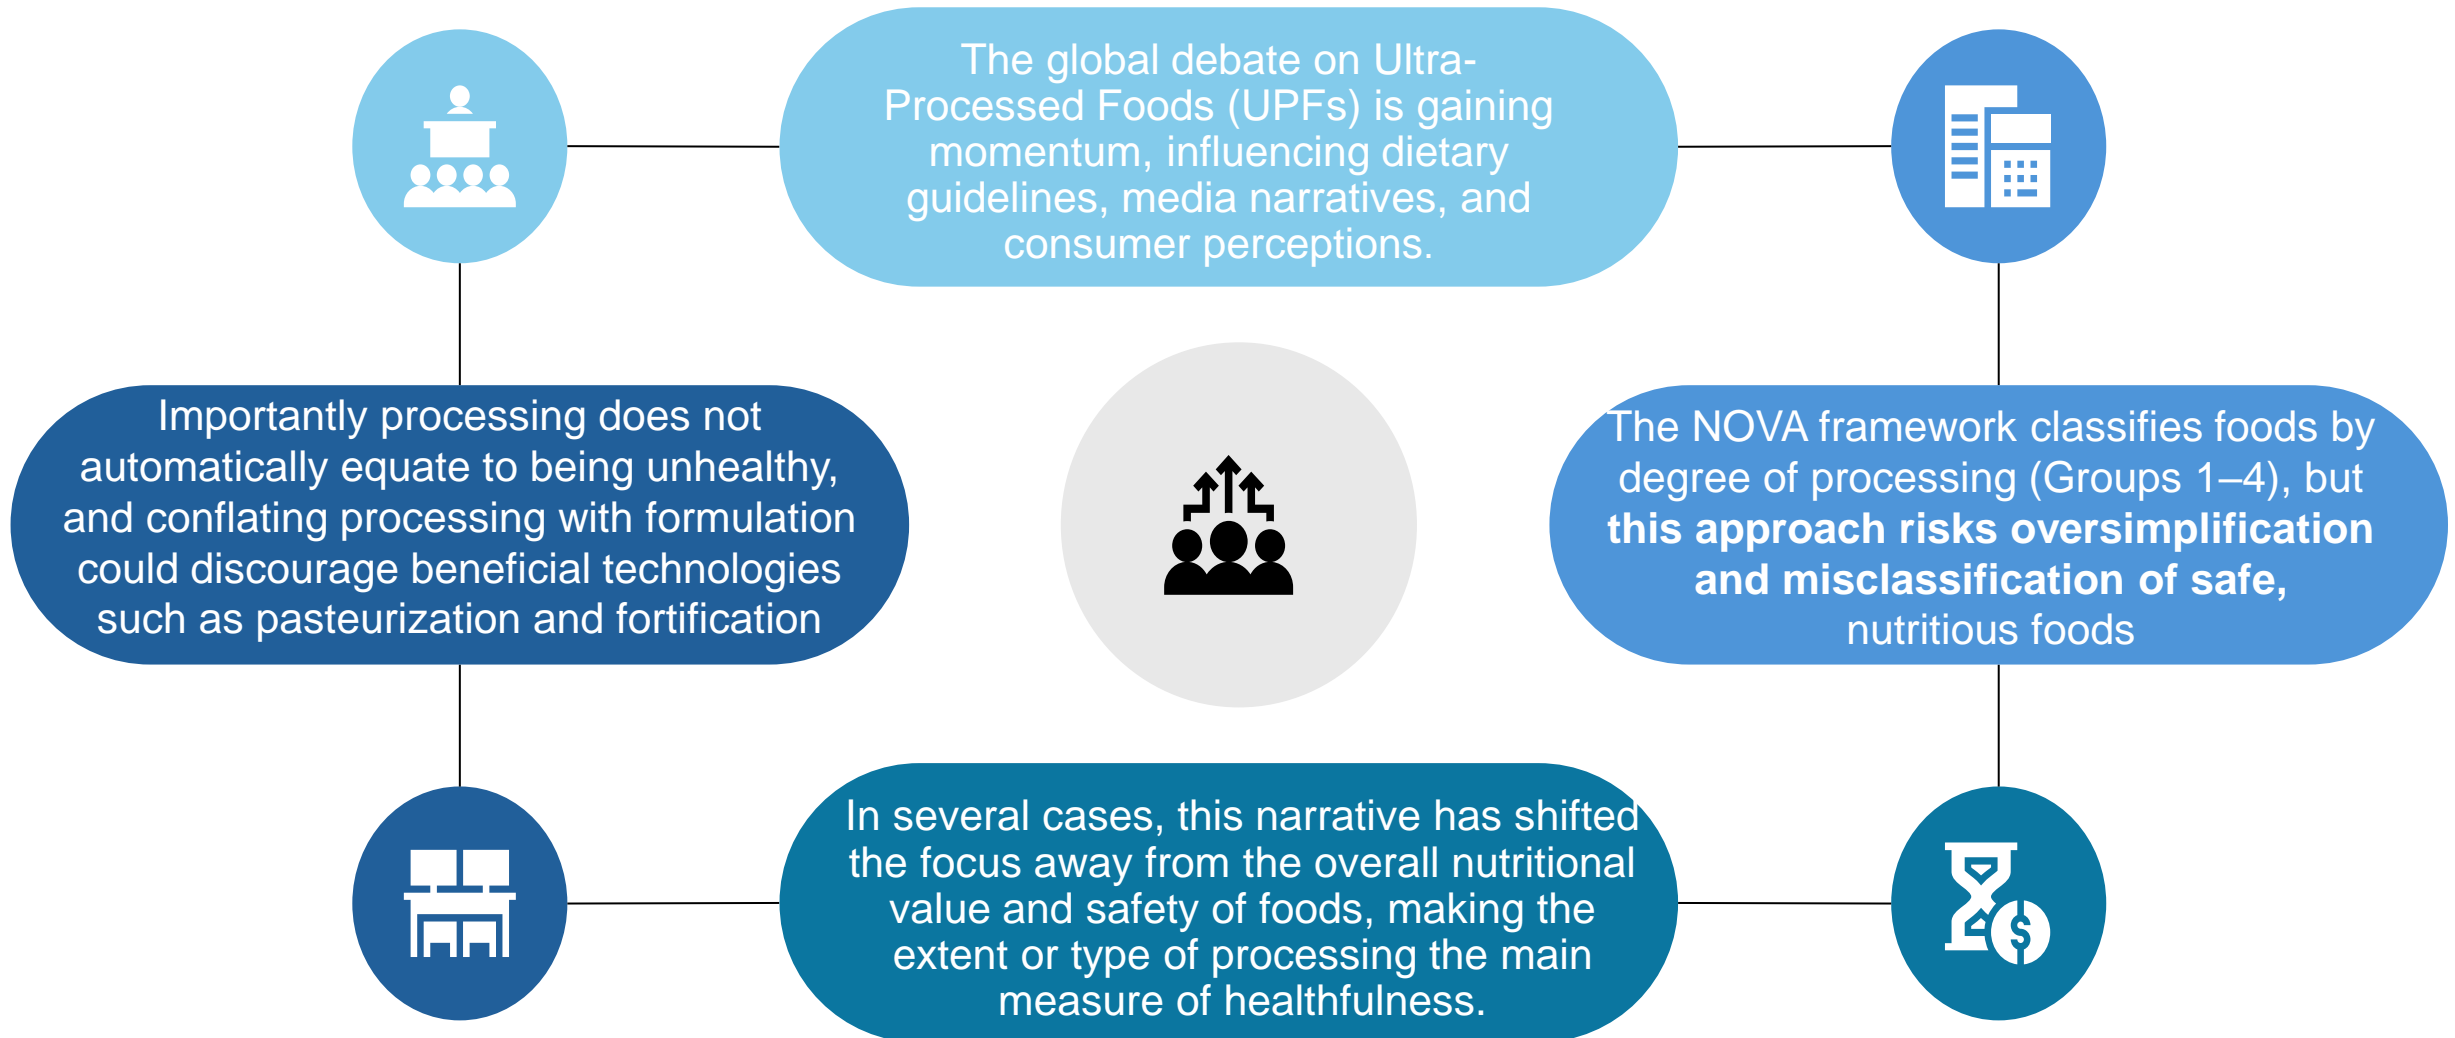 The global debate on Ultra-
Processed Foods (UPFs) is gaining
momentum, influencing dietary
guidelines, media narratives, and
consumer perceptions.
Importantly processing does not
automatically equate to being unhealthy,
and conflating processing with formulation
could discourage beneficial technologies
such as pasteurization and fortification
The NOVA framework classifies foods by
degree of processing (Groups 1–4), but
this approach risks oversimplification
and misclassification of safe,
nutritious foods
In several cases, this narrative has shifted
the focus away from the overall nutritional
value and safety of foods, making the
extent or type of processing the main
measure of healthfulness.
$